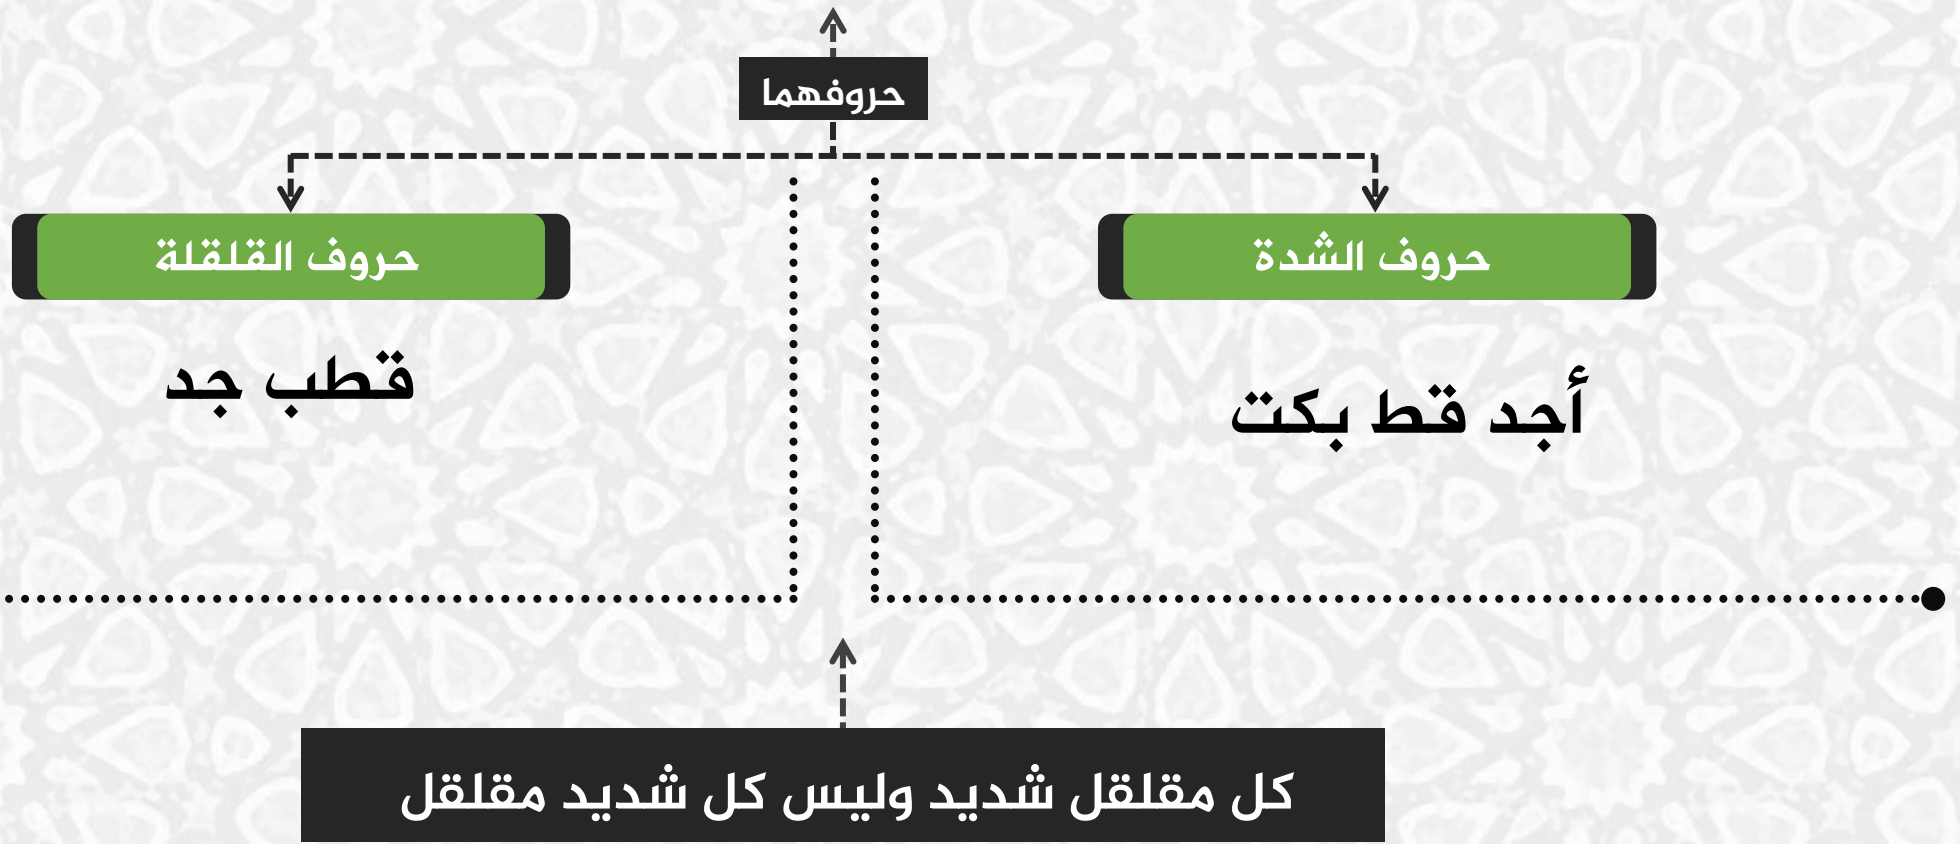 حروفهما
حروف الشدة
أجد قط بكت
حروف القلقلة
قطب جد
كل مقلقل شديد وليس كل شديد مقلقل